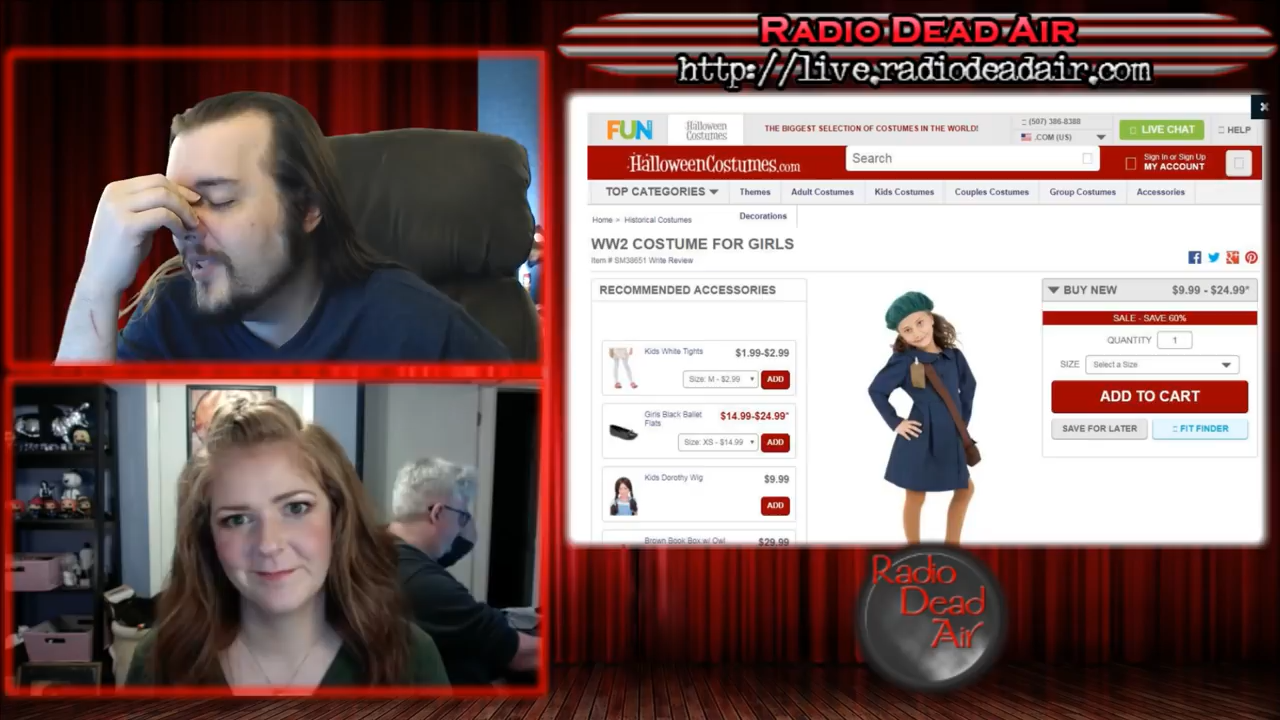 RADIO DEAD AIR
http://live.radiodeadair.com
×
FUN
Halloween
Costumes
THE BIGGEST SELECTION OF COSTUMES IN THE WORLD!
(507) 386-8388
.COM (US)
LIVE CHAT
HELP
HalloweenCostumes.com
Search
Sign In or Sign Up
MY ACCOUNT
TOP CATEGORIES
Themes
Adult Costumes
Kids Costumes
Couples Costumes
Group Costumes
Accessories
Decorations
Home > Historical Costumes
WW2 COSTUME FOR GIRLS
Item # SM38651 Write Review
RECOMMENDED ACCESSORIES
Kids White Tights
$1.99-$2.99
Size: M - $2.99
ADD
Girls Black Ballet
Flats
$14.99-$24.99*
Size: XS - $14.99
ADD
Kids Dorothy Wig
$9.99
ADD
Brown Book Box w/ Owl
$29.99
BUY NEW
$9.99 - $24.99*
SALE - SAVE 60%
QUANTITY
1
SIZE
Select a Size
ADD TO CART
SAVE FOR LATER
FIT FINDER
Radio
Dead
Air